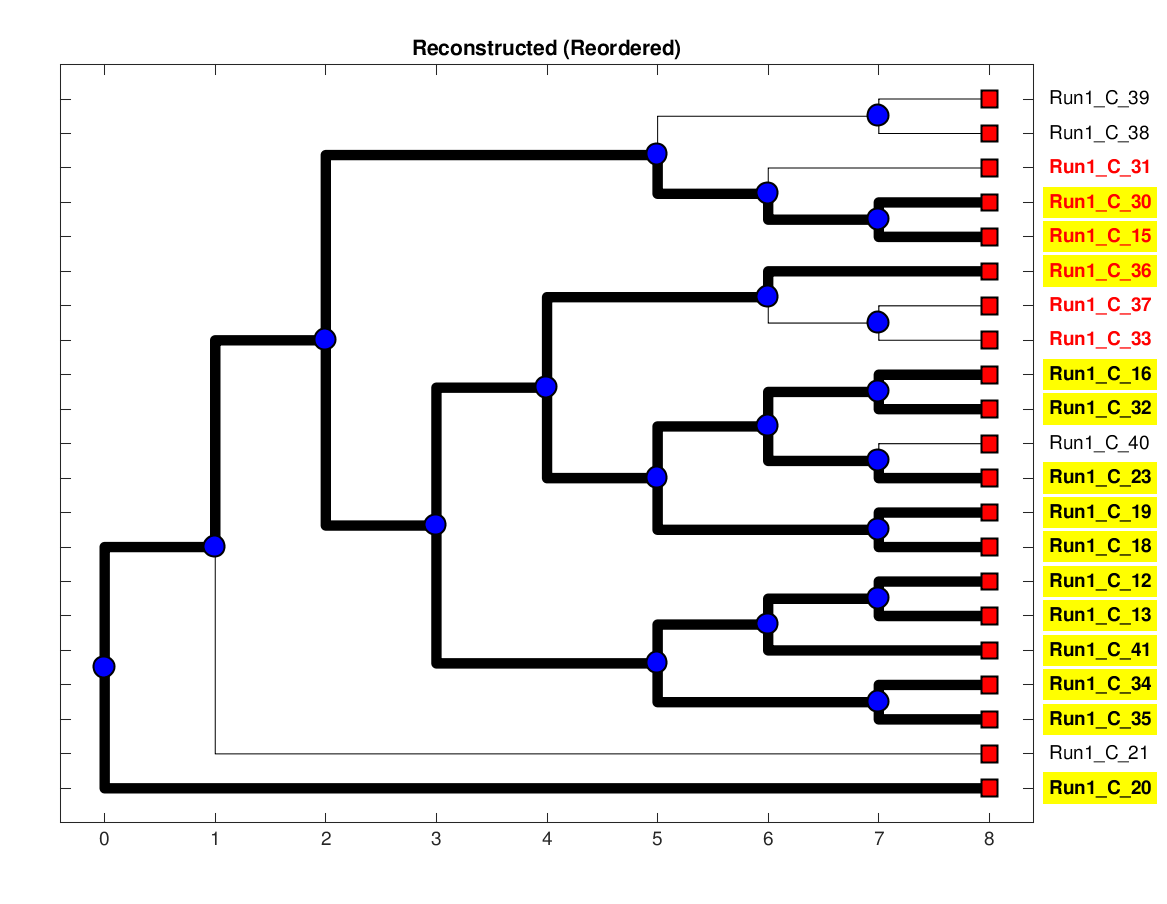 Reconstructed (Reordered)
Run1_C_39
Run1_C_38
Run1_C_31
Run1_C_30
Run1_C_15
Run1_C_36
Run1_C_37
Run1_C_33
Run1_C_16
Run1_C_32
Run1_C_40
Run1_C_23
Run1_C_19
Run1_C_18
Run1_C_12
Run1_C_13
Run1_C_41
Run1_C_34
Run1_C_35
Run1_C_21
Run1_C_20
0 1 2 3 4 5 6 7 8